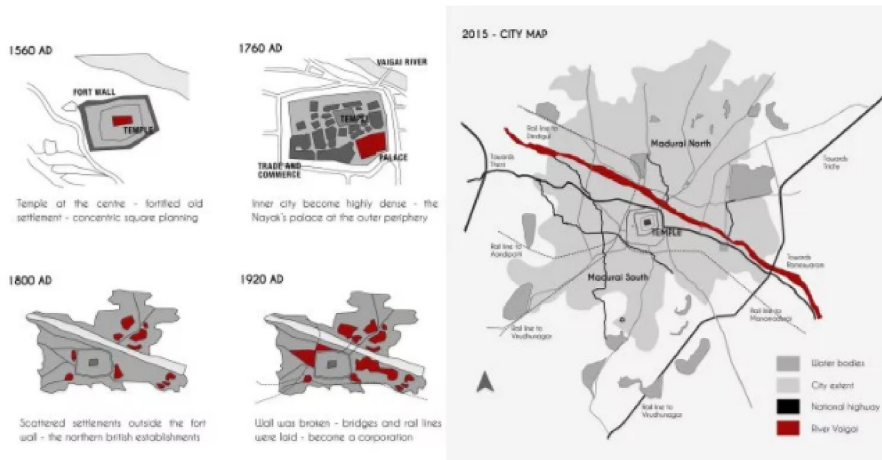 1560 AD
FORT WALL
TEMPLE
Temple at the centre - fortified old
settlement - concentric square planning
1760 AD
VAIGAI RIVER
TEMPLE
PALACE
TRADE AND
COMMERCE
Inner city become highly dense - the
Nayak's palace at the outer periphery
1800 AD
Scattered settlements outside the fort
wall - the northern british establishments
1920 AD
Wall was broken - bridges and rail lines
were laid - become a corporation
2015 - CITY MAP
Rail line to
Dindigul
Madurai North
Towards
Theni
Towards
Trichy
TEMPLE
Rail line to
Towards
Rameswaram
Madurai South
Rail line to
Rail line to
Virudhunagar
Rail line to
Virudhunagar
Water bodies
City extent
National highway
River Vaigai